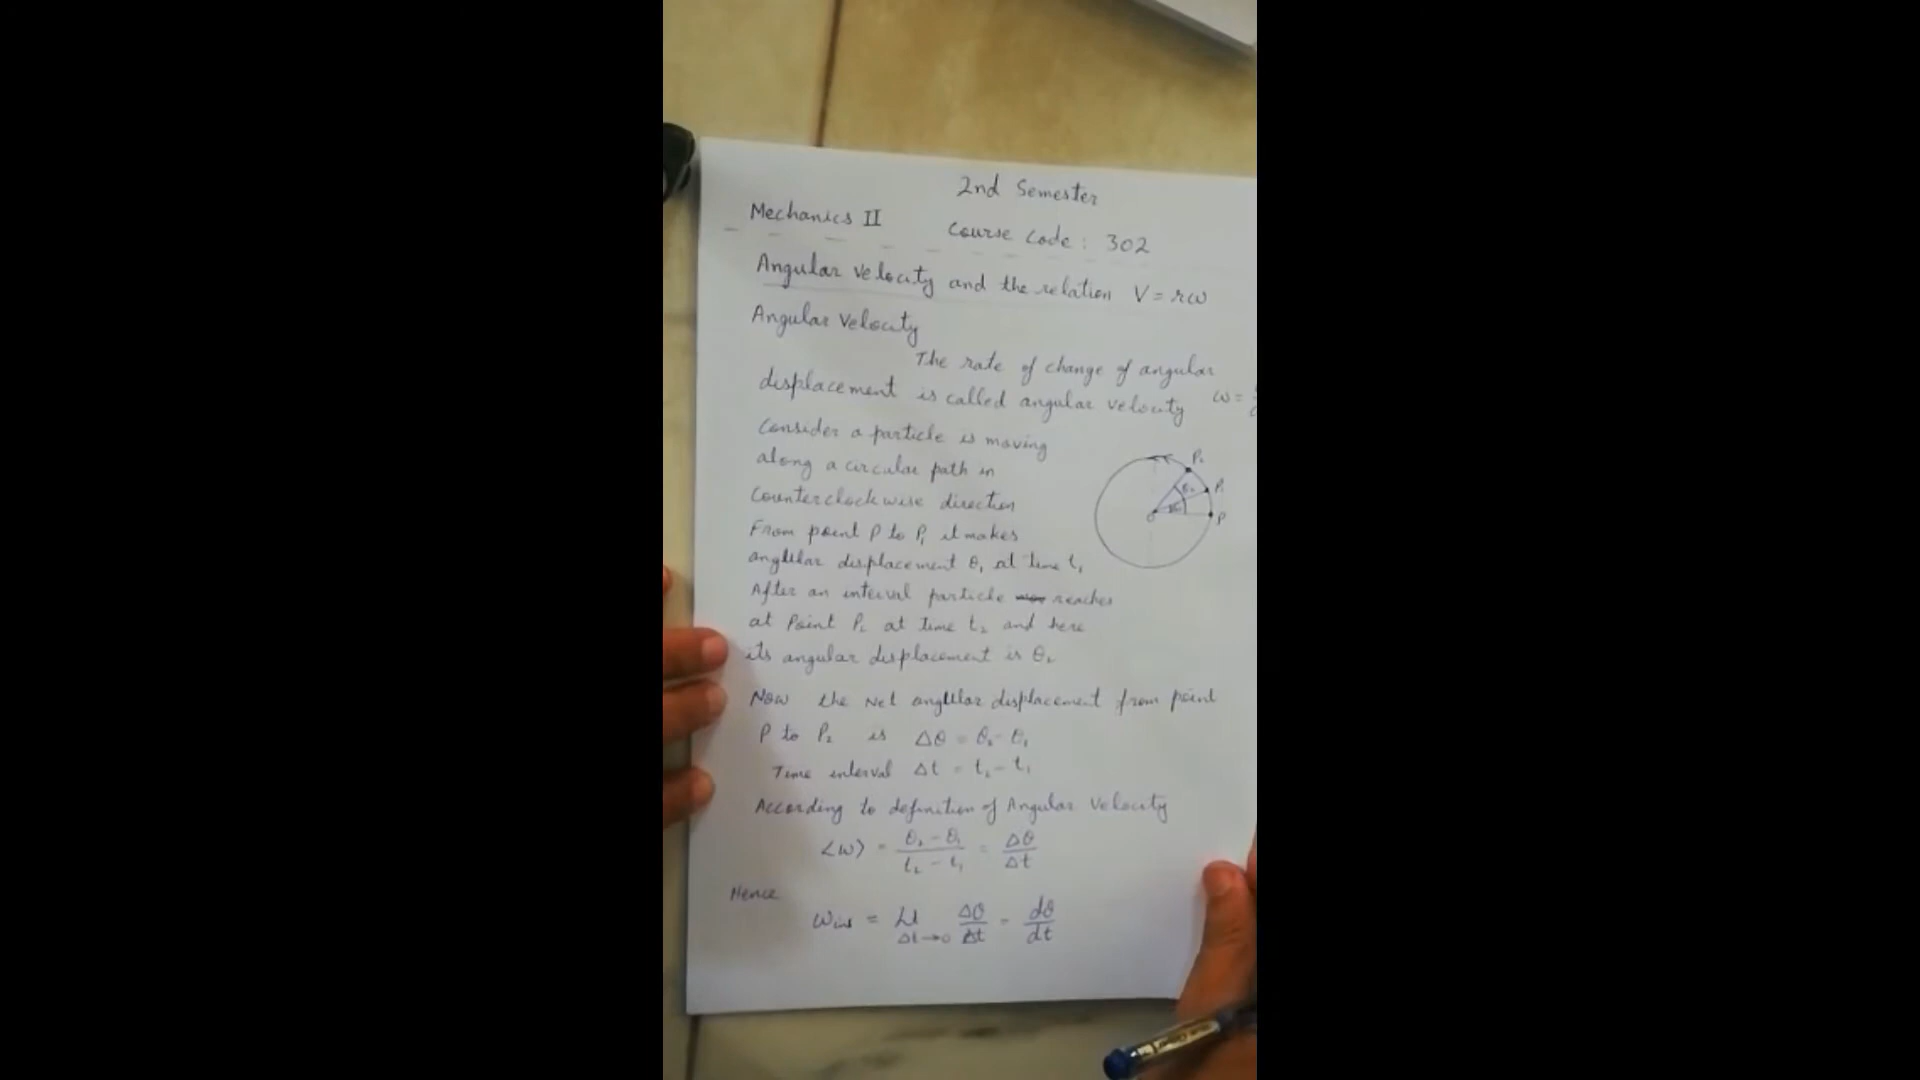 2nd Semester
Mechanics II Course Code: 302
Angular Velocity and the relation V = rω
Angular Velocity
The rate of change of angular
displacement is called angular velocity ω =
Consider a particle is moving
along a circular path in
Counterclockwise direction
From point P to P₁ it makes
angular displacement θ₁ at time t₁
After an interval particle reaches
at Point P₂ at time t₂ and here
its angular displacement is θ₂
P₂
θ₂ P₁
θ₁
O P
Now the Net angular displacement from point
P to P₂ is Δθ = θ₂ - θ₁
Time interval Δt = t₂ - t₁
According to definition of Angular Velocity
<ω> = (θ₂ - θ₁)/(t₂ - t₁) = Δθ/Δt
Hence
ω_ins = Lt Δt→0 Δθ/Δt = dθ/dt